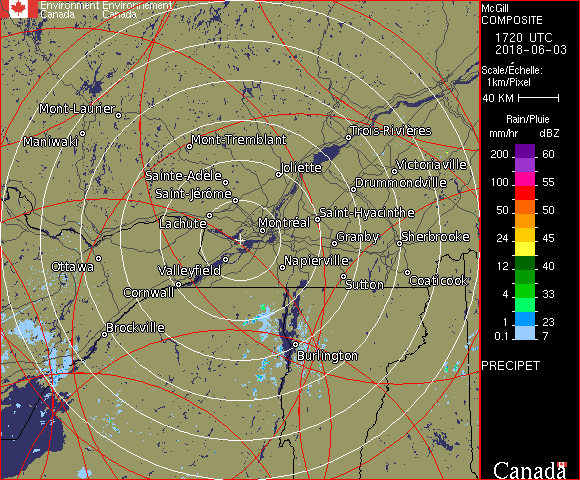 Environment Environnement
Canada Canada
McGill
COMPOSITE
1720 UTC
2018-06-03
Scale/Échelle:
1km/Pixel
40 KM
Rain/Pluie
mm/hr dBZ
200 60
150 57
100 55
50 50
24 45
12 40
4 33
1 23
0.1 7
PRECIPET
Canada
Mont-Laurier
Maniwaki
Mont-Tremblant
Trois-Rivières
Joliette
Victoriaville
Sainte-Adèle
Drummondville
Saint-Jérôme
Lachute
Saint-Hyacinthe
Montréal
Granby
Sherbrooke
Ottawa
Valleyfield
Napierville
Cornwall
Sutton
Coaticook
Brockville
Burlington